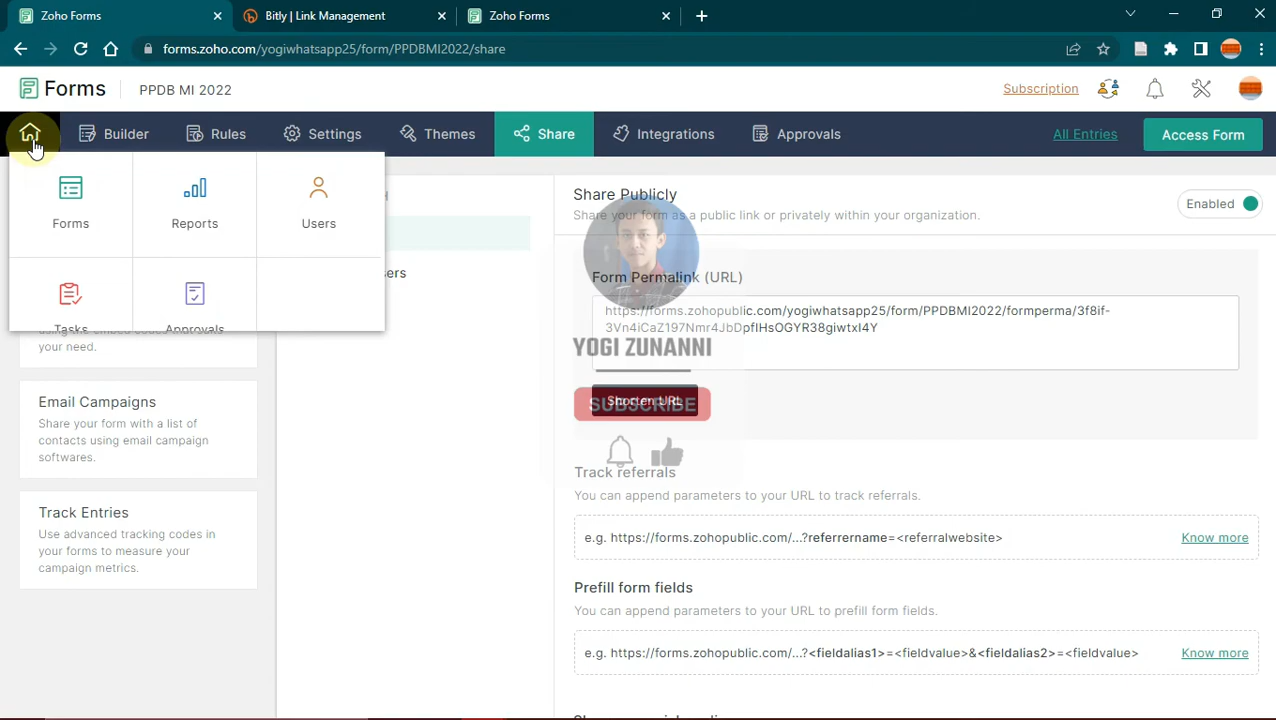 Zoho Forms
Bitly | Link Management
Zoho Forms
forms.zoho.com/yogiwhatsapp25/form/PPDBMI2022/share
Forms
PPDB MI 2022
Subscription
Builder
Rules
Settings
Themes
Share
Integrations
Approvals
All Entries
Access Form
Forms
Reports
Users
Tasks
Approvals
your need.
Email Campaigns
Share your form with a list of
contacts using email campaign
softwares.
Track Entries
Use advanced tracking codes in
your forms to measure your
campaign metrics.
Share Publicly
Share your form as a public link or privately within your organization.
Enabled
Form Permalink (URL)
https://forms.zohopublic.com/yogiwhatsapp25/form/PPDBMI2022/formperma/3f8if-
3Vn4iCaZ197Nmr4JbDpfIHsOGYR38giwtxI4Y
YOGI ZUNANNI
Shorten URL
SUBSCRIBE
Track referrals
You can append parameters to your URL to track referrals.
e.g. https://forms.zohopublic.com/...?referrername=<referralwebsite>
Know more
Prefill form fields
You can append parameters to your URL to prefill form fields.
e.g. https://forms.zohopublic.com/...?<fieldalias1>=<fieldvalue>&<fieldalias2>=<fieldvalue>
Know more